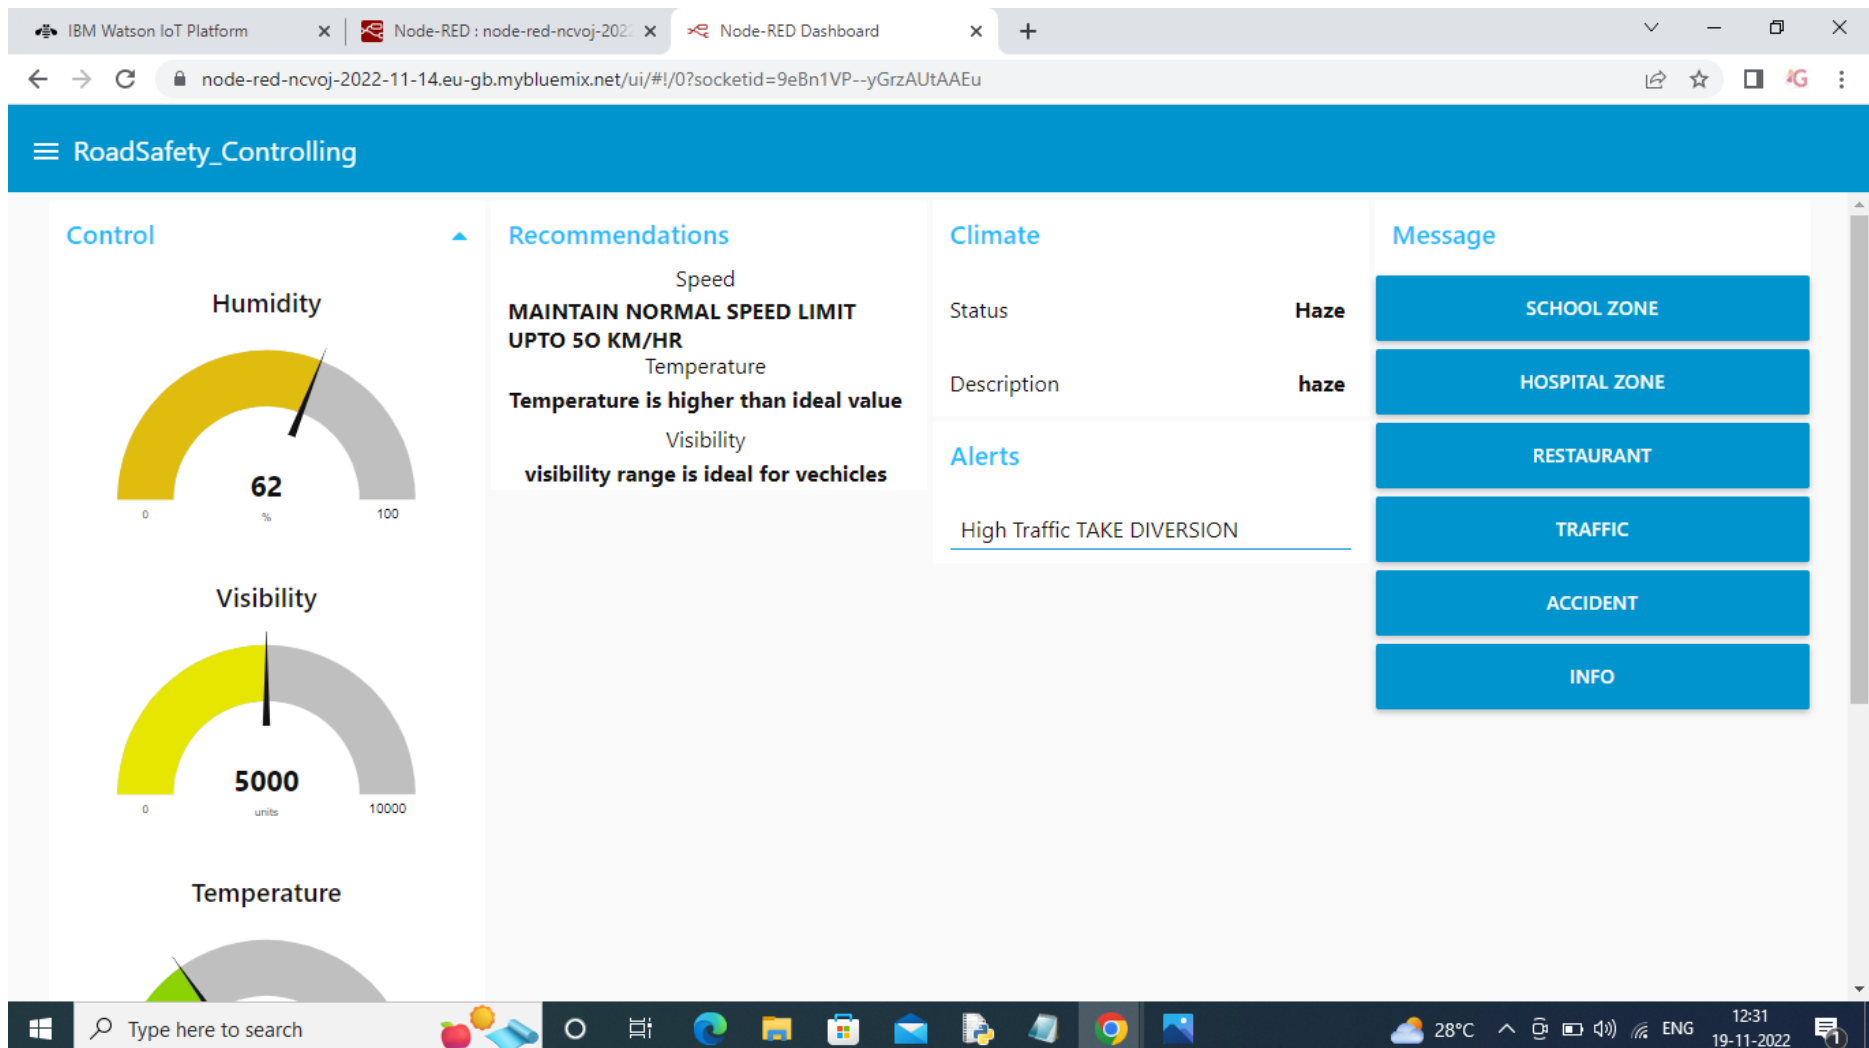 IBM Watson IoT Platform
Node-RED : node-red-ncvoj-2022
Node-RED Dashboard
node-red-ncvoj-2022-11-14.eu-gb.mybluemix.net/ui/#!/0?socketid=9eBn1VP--yGrzAUtAAEu
RoadSafety_Controlling
Control
Humidity
62
%
0
100
Visibility
5000
units
0
10000
Temperature
Recommendations
Speed
MAINTAIN NORMAL SPEED LIMIT
UPTO 5O KM/HR
Temperature
Temperature is higher than ideal value
Visibility
visibility range is ideal for vechicles
Climate
Status Haze
Description haze
Alerts
High Traffic TAKE DIVERSION
Message
SCHOOL ZONE
HOSPITAL ZONE
RESTAURANT
TRAFFIC
ACCIDENT
INFO
Type here to search
28°C
ENG
12:31
19-11-2022
1